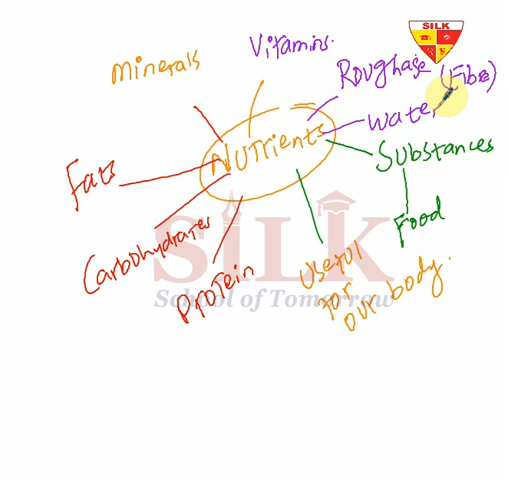 SILK
Vitamins.
Minerals
Roughage (Fibre)
Water
NUTrients
Substances
Fats
Food
Carbohydrates
Protein
Useful
for
our body.
SILK
School of Tomorrow